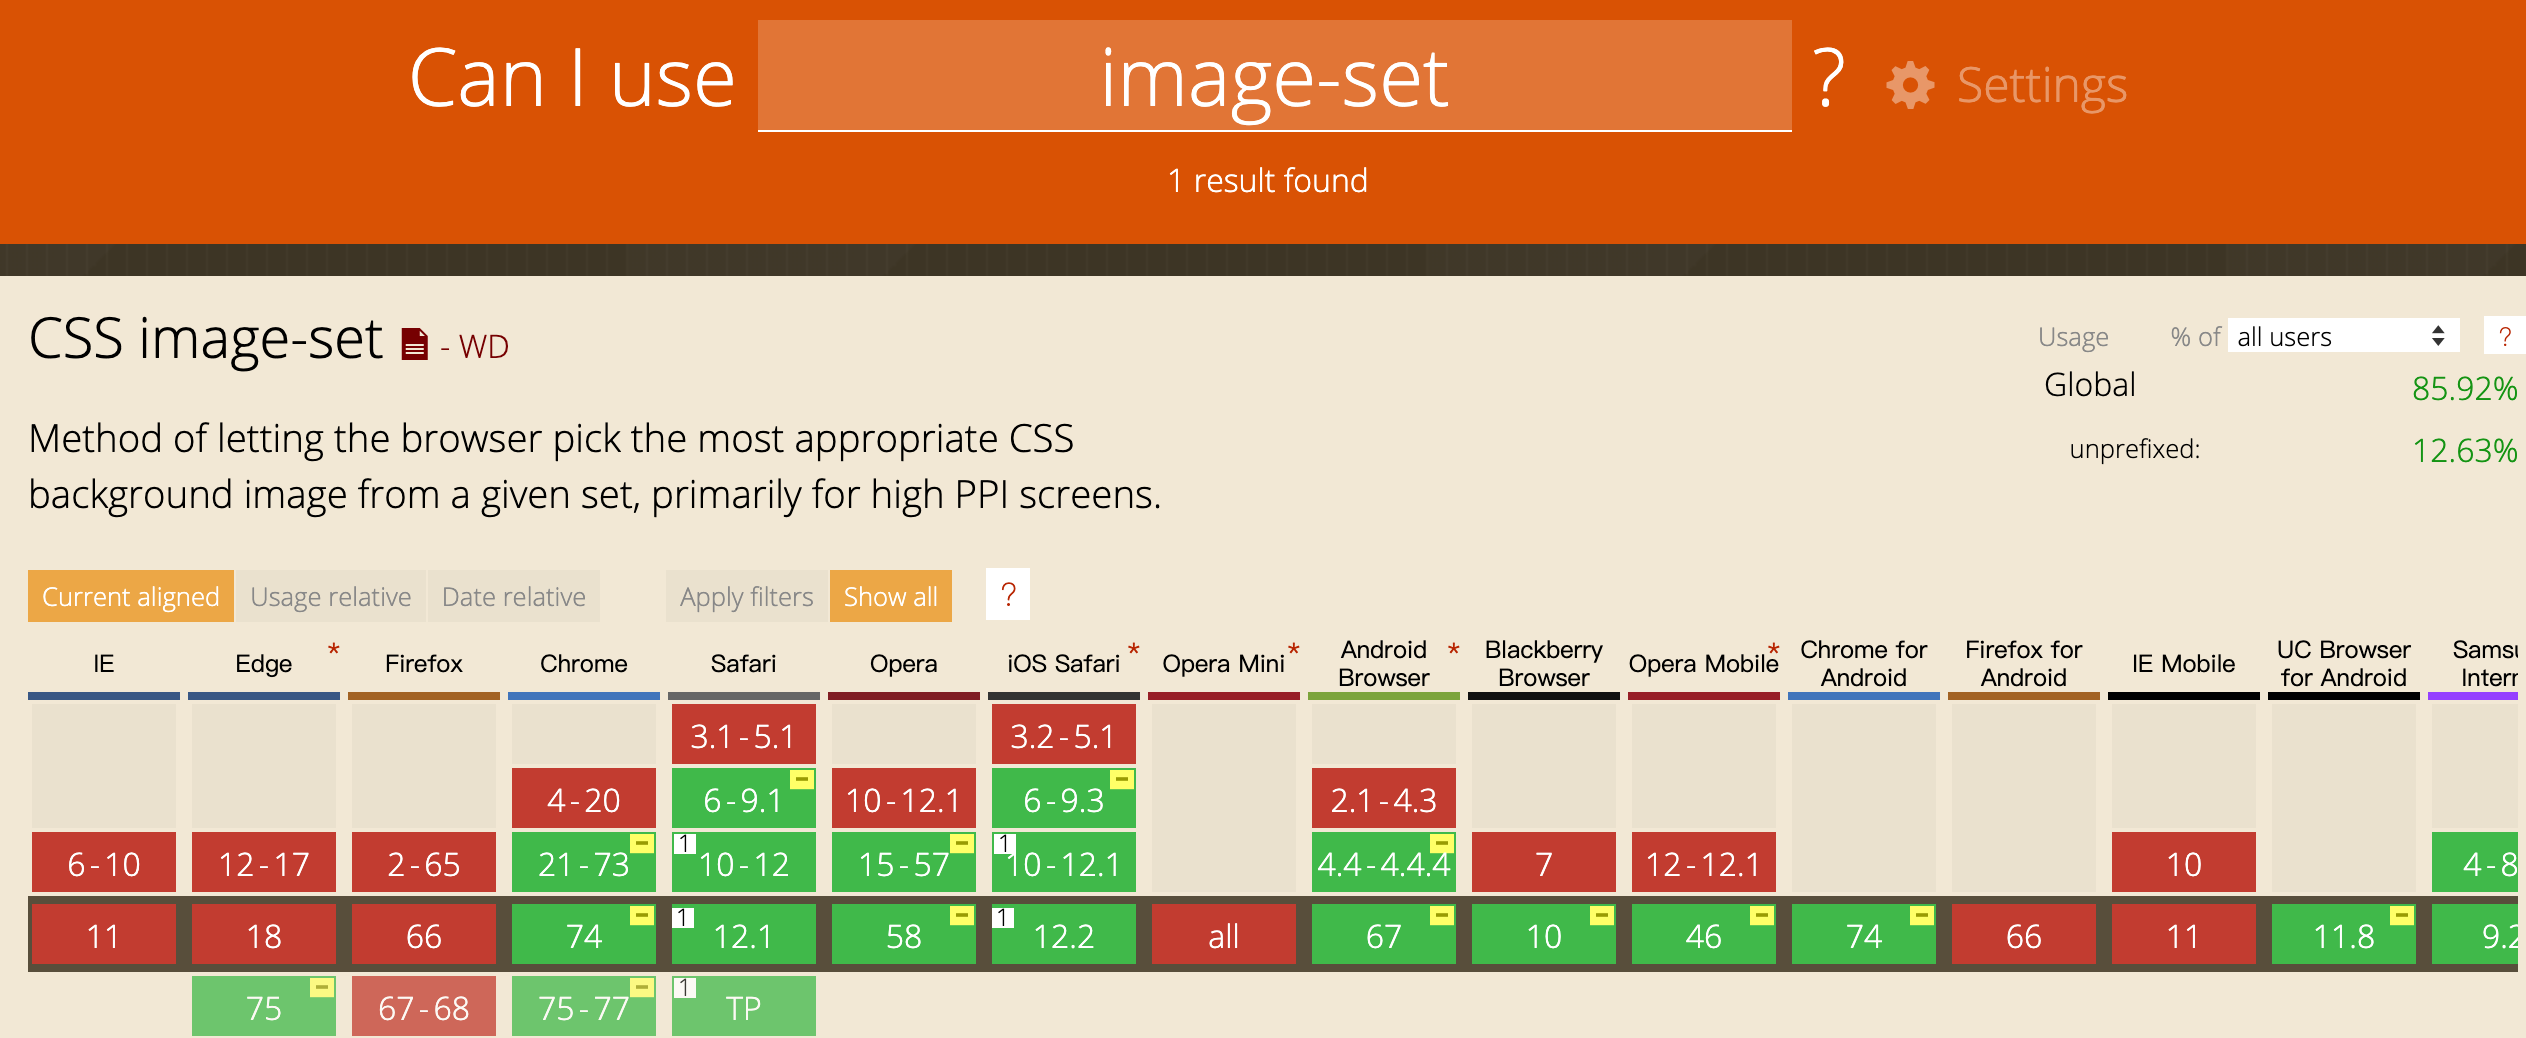 Can I use image-set ? Settings
1 result found
CSS image-set - WD
Usage % of all users ?
Global 85.92%
unprefixed: 12.63%
Method of letting the browser pick the most appropriate CSS
background image from a given set, primarily for high PPI screens.
Current aligned Usage relative Date relative Apply filters Show all ?
IE Edge * Firefox Chrome Safari Opera iOS Safari * Opera Mini * Android Browser * Blackberry Browser Opera Mobile * Chrome for Android Firefox for Android IE Mobile UC Browser for Android
3.1-5.1 3.2-5.1
4-20 6-9.1 10-12.1 6-9.3 2.1-4.3
6-10 12-17 2-65 21-73 1 10-12 15-57 1 10-12.1 4.4-4.4.4 7 12-12.1 10
11 18 66 74 1 12.1 58 1 12.2 all 67 10 46 74 66 11 11.8
75 67-68 75-77 1 TP